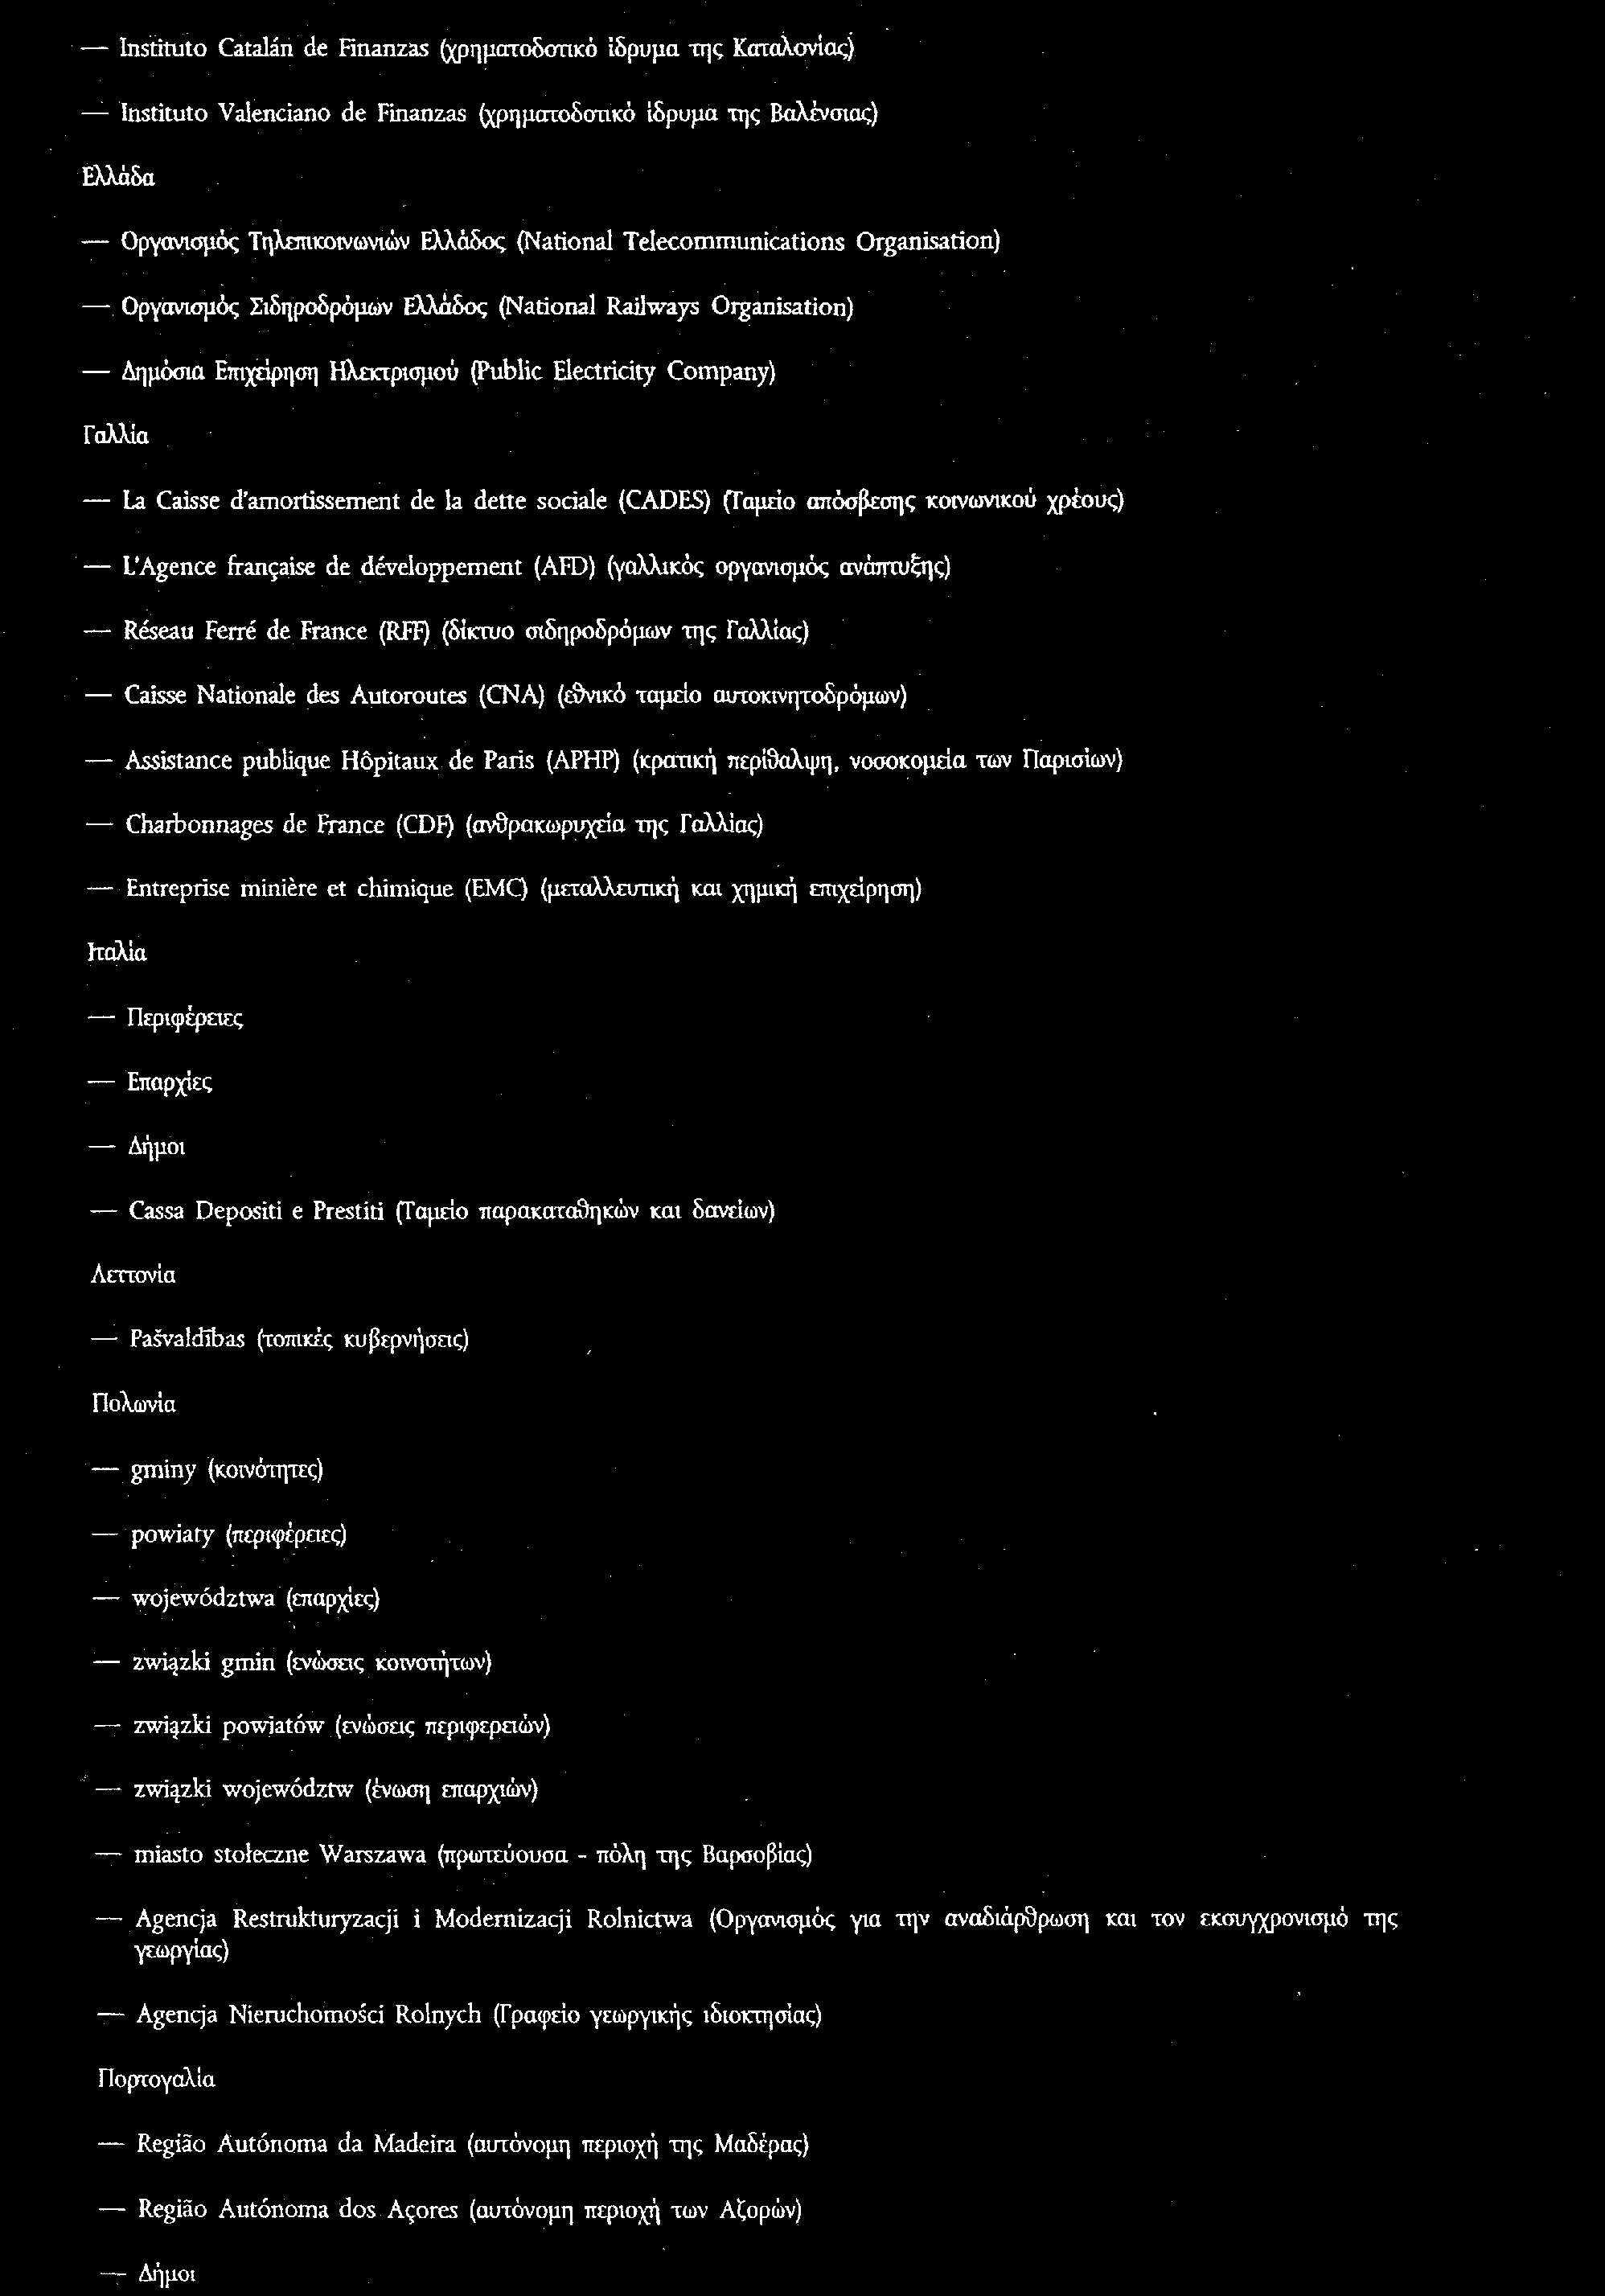 — Instituto Catalán de Finanzas (χρηματοδοτικό ίδρυμα της Καταλονίας)
— Instituto Valenciano de Finanzas (χρηματοδοτικό ίδρυμα της Βαλένσιας)
Ελλάδα
— Οργανισμός Τηλεπικοινωνιών Ελλάδος (National Telecommunications Organisation)
— Οργανισμός Σιδηροδρόμων Ελλάδος (National Railways Organisation)
— Δημόσια Επιχείρηση Ηλεκτρισμού (Public Electricity Company)
Γαλλία
— La Caisse d'amortissement de la dette sociale (CADES) (Ταμείο απόσβεσης κοινωνικού χρέους)
— L'Agence française de développement (AFD) (γαλλικός οργανισμός ανάπτυξης)
— Réseau Ferré de France (RFF) (δίκτυο σιδηροδρόμων της Γαλλίας)
— Caisse Nationale des Autoroutes (CNA) (εθνικό ταμείο αυτοκινητοδρόμων)
— Assistance publique Hôpitaux de Paris (APHP) (κρατική περίθαλψη, νοσοκομεία των Παρισίων)
— Charbonnages de France (CDF) (ανθρακωρυχεία της Γαλλίας)
— Entreprise minière et chimique (EMC) (μεταλλευτική και χημική επιχείρηση)
Ιταλία
— Περιφέρειες
— Επαρχίες
— Δήμοι
— Cassa Depositi e Prestiti (Ταμείο παρακαταθηκών και δανείων)
Λεττονία
— Pašvaldības (τοπικές κυβερνήσεις)
Πολωνία
— gminy (κοινότητες)
— powiaty (περιφέρειες)
— województwa (επαρχίες)
— związki gmin (ενώσεις κοινοτήτων)
— związki powiatów (ενώσεις περιφερειών)
— związki województw (ένωση επαρχιών)
— miasto stołeczne Warszawa (πρωτεύουσα - πόλη της Βαρσοβίας)
— Agencja Restrukturyzacji i Modernizacji Rolnictwa (Οργανισμός για την αναδιάρθρωση και τον εκσυγχρονισμό της
γεωργίας)
— Agencja Nieruchomości Rolnych (Γραφείο γεωργικής ιδιοκτησίας)
Πορτογαλία
— Região Autónoma da Madeira (αυτόνομη περιοχή της Μαδέρας)
— Região Autónoma dos Açores (αυτόνομη περιοχή των Αζορών)
— Δήμοι